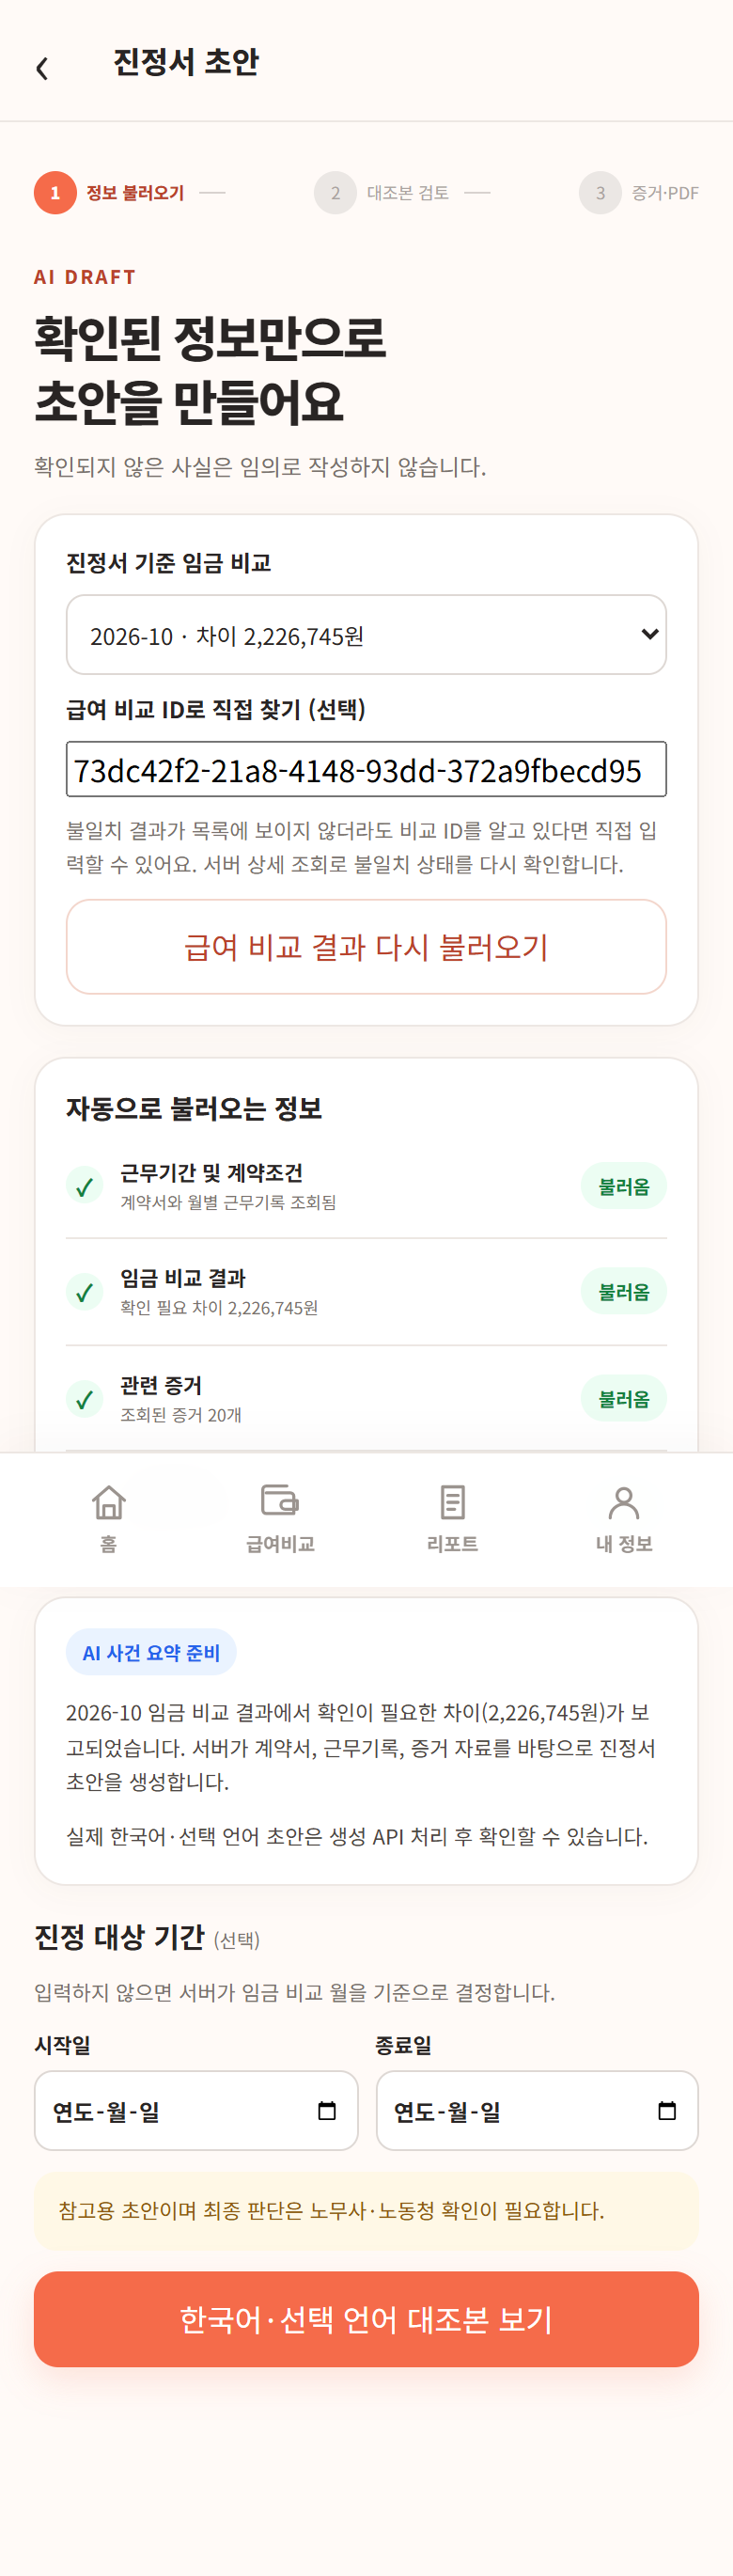 진정서 초안
1 정보 불러오기
2 대조본 검토
3 증거·PDF
AI DRAFT
확인된 정보만으로
초안을 만들어요
확인되지 않은 사실은 임의로 작성하지 않습니다.
진정서 기준 임금 비교
2026-10 · 차이 2,226,745원
급여 비교 ID로 직접 찾기 (선택)
73dc42f2-21a8-4148-93dd-372a9fbecd95
불일치 결과가 목록에 보이지 않더라도 비교 ID를 알고 있다면 직접 입
력할 수 있어요. 서버 상세 조회로 불일치 상태를 다시 확인합니다.
급여 비교 결과 다시 불러오기
자동으로 불러오는 정보
근무기간 및 계약조건
계약서와 월별 근무기록 조회됨
불러옴
임금 비교 결과
확인 필요 차이 2,226,745원
불러옴
관련 증거
조회된 증거 20개
불러옴
홈
급여비교
리포트
내 정보
AI 사건 요약 준비
2026-10 임금 비교 결과에서 확인이 필요한 차이(2,226,745원)가 보
고되었습니다. 서버가 계약서, 근무기록, 증거 자료를 바탕으로 진정서
초안을 생성합니다.
실제 한국어·선택 언어 초안은 생성 API 처리 후 확인할 수 있습니다.
진정 대상 기간 (선택)
입력하지 않으면 서버가 임금 비교 월을 기준으로 결정합니다.
시작일
종료일
연도-월-일
연도-월-일
참고용 초안이며 최종 판단은 노무사·노동청 확인이 필요합니다.
한국어·선택 언어 대조본 보기